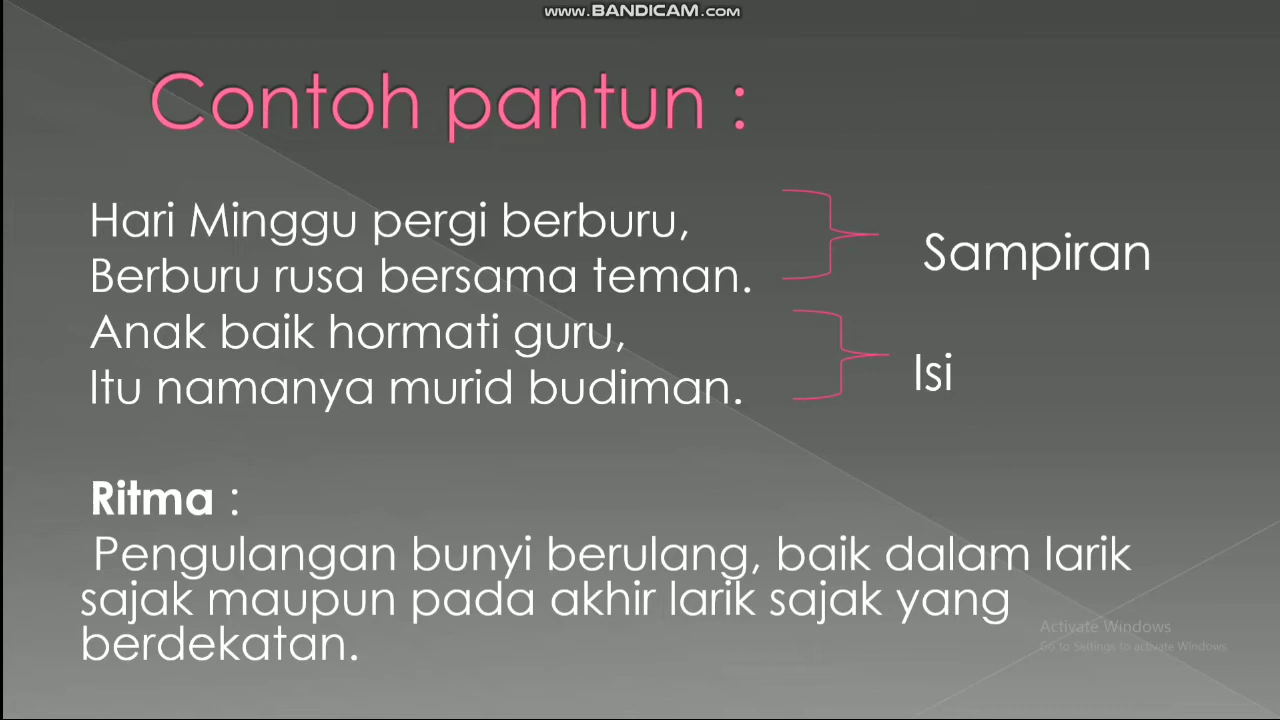 www.BANDICAM.com
Contoh pantun :
Hari Minggu pergi berburu,
Berburu rusa bersama teman.
Sampiran
Anak baik hormati guru,
Itu namanya murid budiman.
Isi
Ritma :
Pengulangan bunyi berulang, baik dalam larik
sajak maupun pada akhir larik sajak yang
berdekatan.
Activate Windows
Go to Settings to activate Windows.